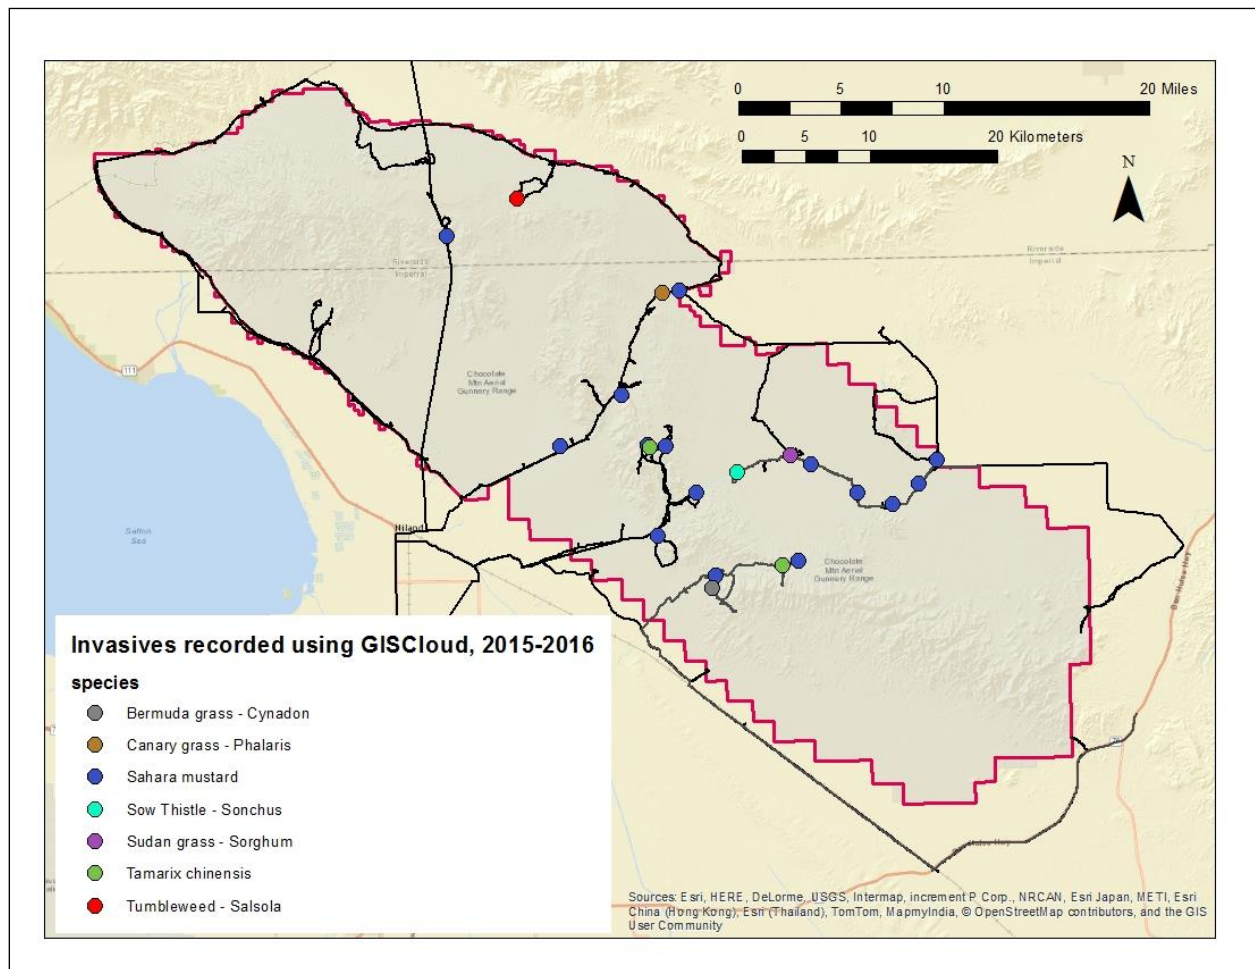 0 5 10 20 Miles
0 5 10 20 Kilometers
N
Riverside
Imperial
Riverside
Imperial
111
Chocolate
Mtn Aerial
Gunnery Range
Salton
Sea
Niland
Chocolate
Mtn Aerial
Gunnery Range
Ben Hulse Hwy
Invasives recorded using GISCloud, 2015-2016
species
Bermuda grass - Cynadon
Canary grass - Phalaris
Sahara mustard
Sow Thistle - Sonchus
Sudan grass - Sorghum
Tamarix chinensis
Tumbleweed - Salsola
Sources: Esri, HERE, DeLorme, USGS, Intermap, increment P Corp., NRCAN, Esri Japan, METI, Esri
China (Hong Kong), Esri (Thailand), TomTom, MapmyIndia, © OpenStreetMap contributors, and the GIS
User Community